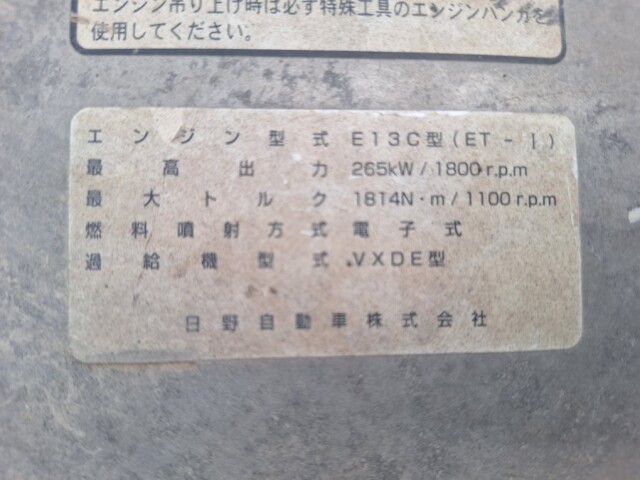 エンジン吊り上げ時は必ず特殊工具のエンジンハンガを
使用してください。
エンジン型式 E13C型(ET-I)
最高出力 265kW/1800r.p.m
最大トルク 1814N·m/1100r.p.m
燃料噴射方式 電子式
過給機型式 VXDE型
日野自動車株式会社